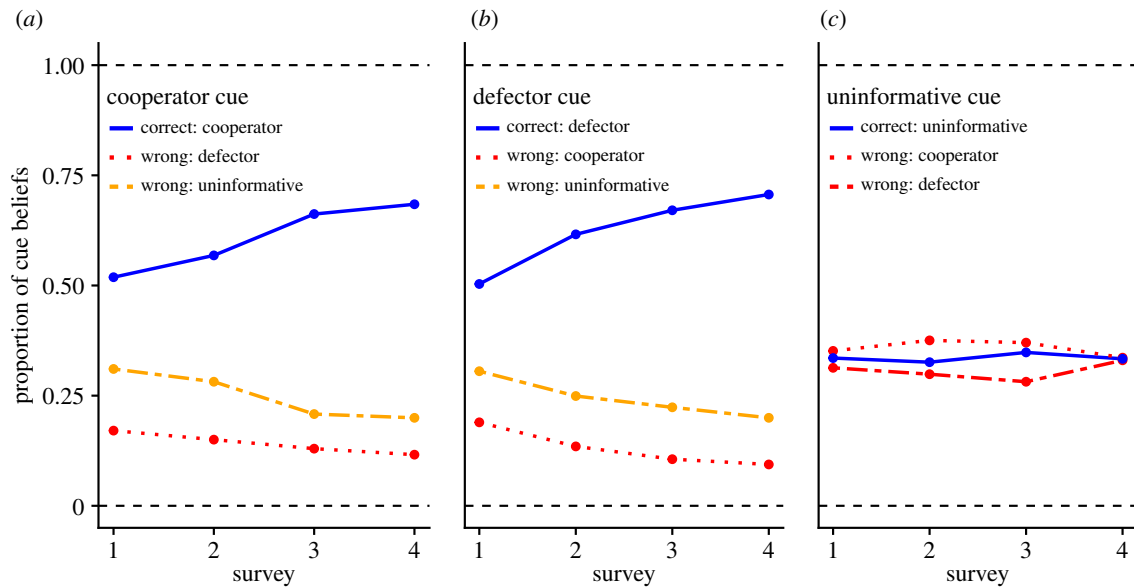 (a)
(b)
(c)
proportion of cue beliefs
1.00
0.75
0.50
0.25
0
cooperator cue
correct: cooperator
wrong: defector
wrong: uninformative
1 2 3 4
survey
defector cue
correct: defector
wrong: cooperator
wrong: uninformative
1 2 3 4
survey
uninformative cue
correct: uninformative
wrong: cooperator
wrong: defector
1 2 3 4
survey